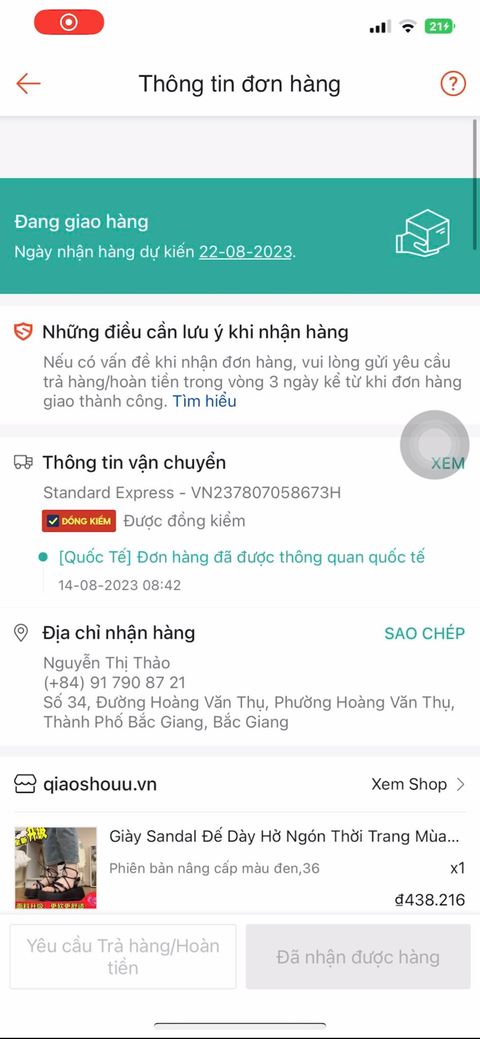 21
Thông tin đơn hàng
?
Đang giao hàng
Ngày nhận hàng dự kiến 22-08-2023.
Những điều cần lưu ý khi nhận hàng
Nếu có vấn đề khi nhận đơn hàng, vui lòng gửi yêu cầu
trả hàng/hoàn tiền trong vòng 3 ngày kể từ khi đơn hàng
giao thành công. Tìm hiểu
Thông tin vận chuyển
XEM
Standard Express - VN237807058673H
ĐỒNG KIỂM Được đồng kiểm
[Quốc Tế] Đơn hàng đã được thông quan quốc tế
14-08-2023 08:42
Địa chỉ nhận hàng
SAO CHÉP
Nguyễn Thị Thảo
(+84) 91 790 87 21
Số 34, Đường Hoàng Văn Thụ, Phường Hoàng Văn Thụ,
Thành Phố Bắc Giang, Bắc Giang
qiaoshouu.vn
Xem Shop
Giày Sandal Đế Dày Hở Ngón Thời Trang Mùa...
Phiên bản nâng cấp màu đen,36
x1
₫438.216
Yêu cầu Trả hàng/Hoàn
tiền
Đã nhận được hàng